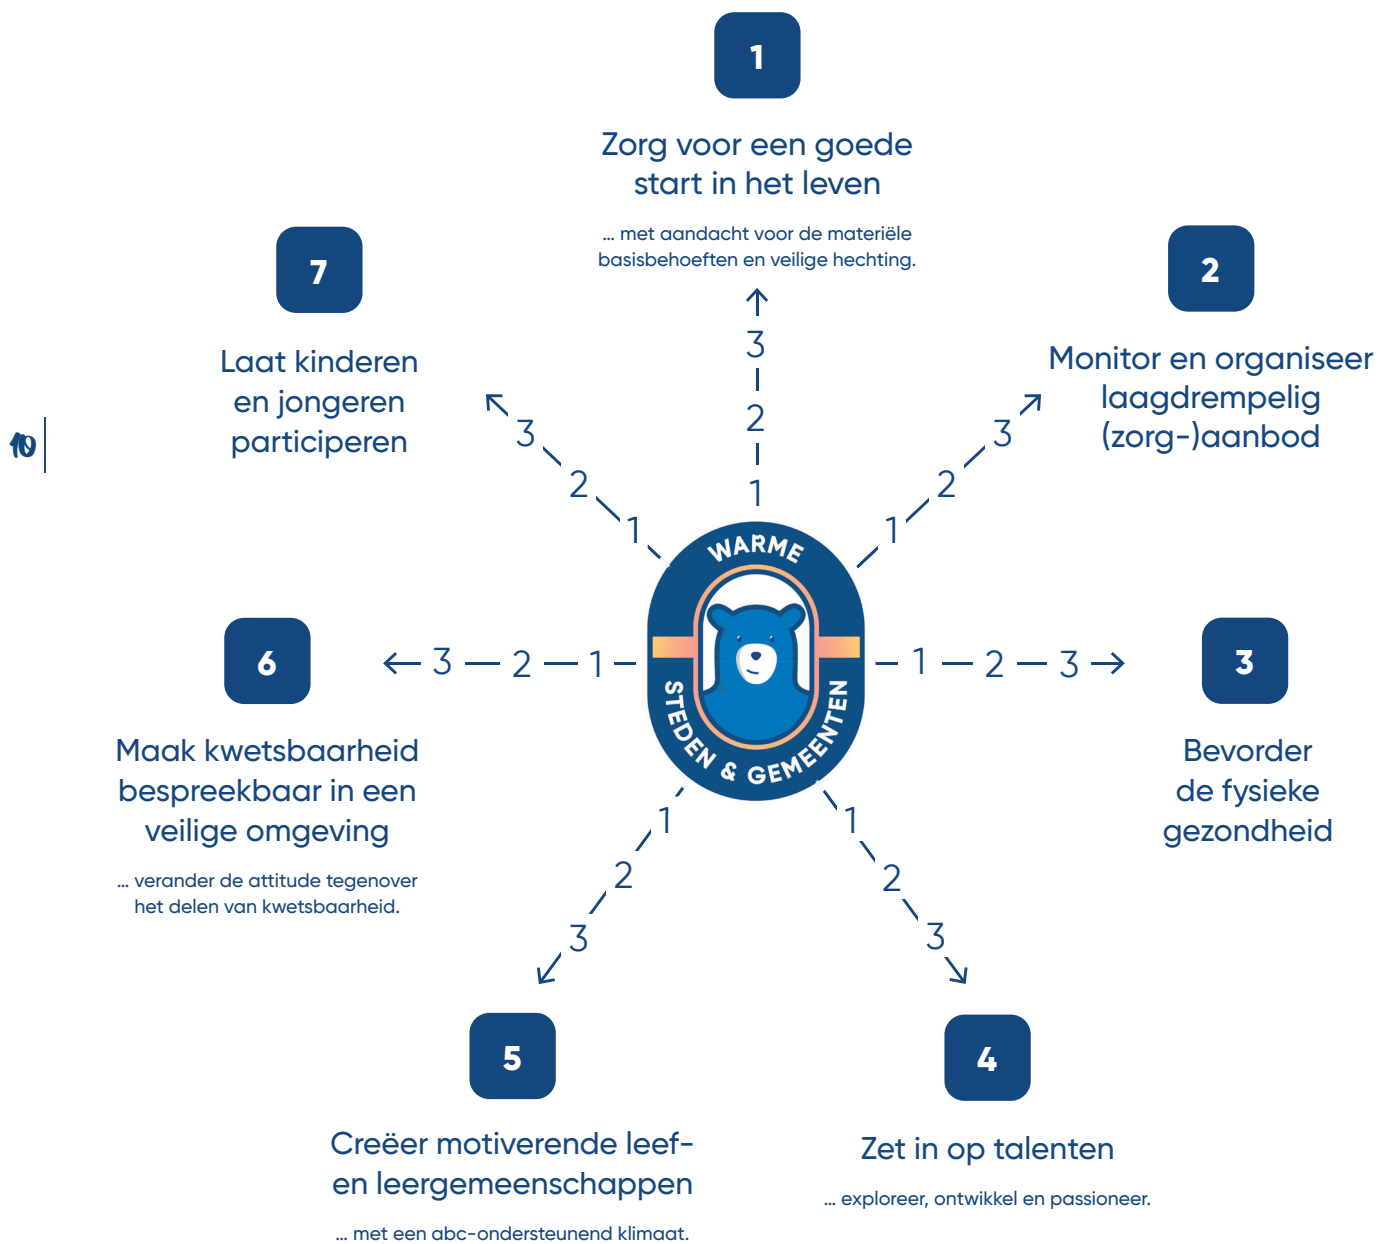 1
Zorg voor een goede
start in het leven
... met aandacht voor de materiële
basisbehoeften en veilige hechting.
7
Laat kinderen
en jongeren
participeren
2
Monitor en organiseer
laagdrempelig
(zorg-)aanbod
3
2
1
3
2
1
1
2
3
WARME
STEDEN & GEMEENTEN
6
3 2 1
1 2 3
3
Maak kwetsbaarheid
bespreekbaar in een
veilige omgeving
... verander de attitude tegenover
het delen van kwetsbaarheid.
Bevorder
de fysieke
gezondheid
1
2
3
1
2
3
5
Creëer motiverende leef-
en leergemeenschappen
... met een abc-ondersteunend klimaat.
4
Zet in op talenten
... exploreer, ontwikkel en passioneer.